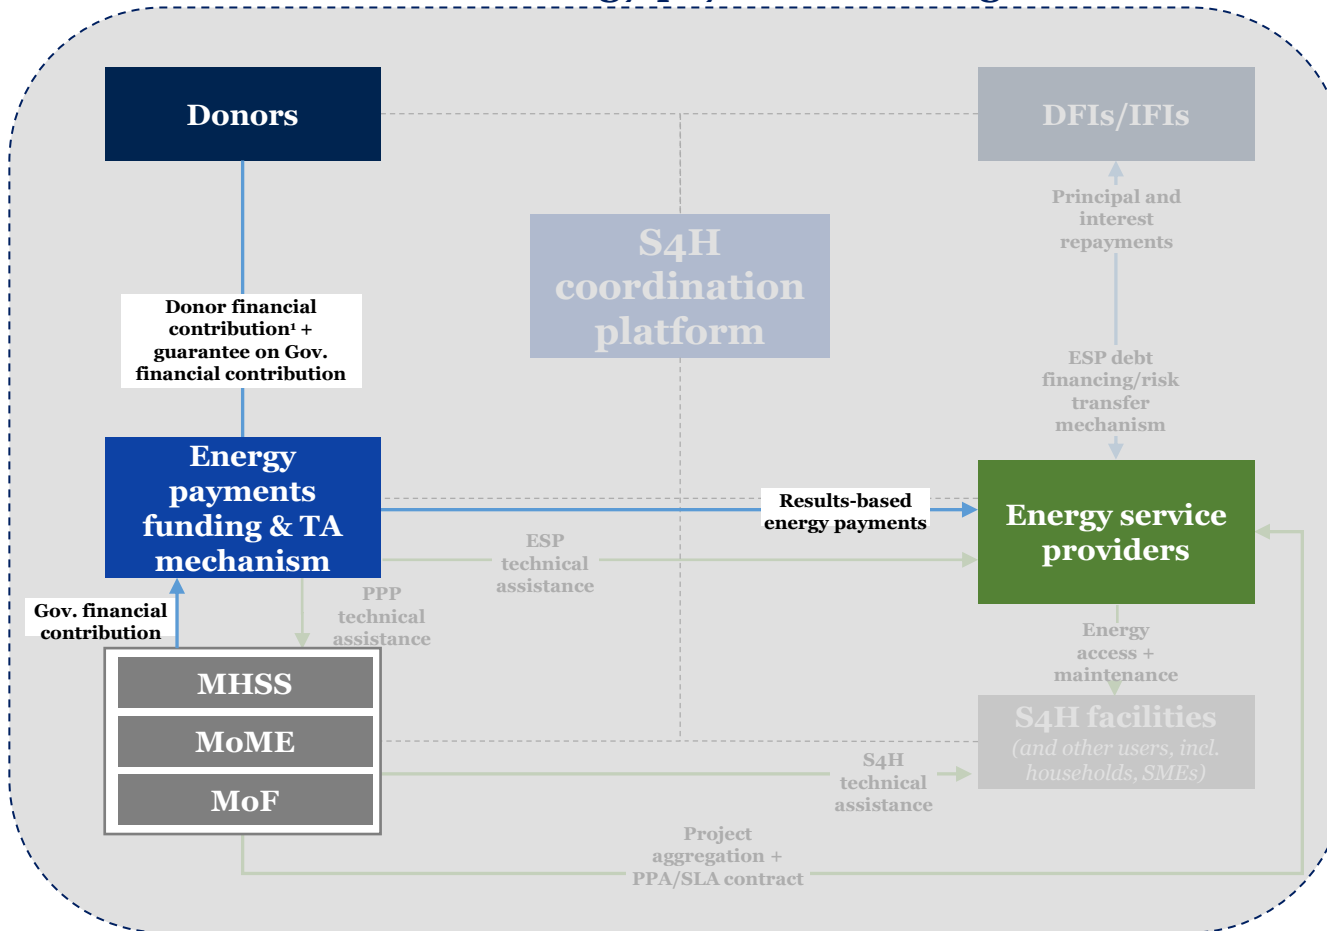 Donors
DFIs/IFIs
Principal and
interest
repayments
S4H
coordination
platform
Donor financial
contribution¹ +
guarantee on Gov.
financial contribution
ESP debt
financing/risk
transfer
mechanism
Energy
payments
funding & TA
mechanism
Results-based
energy payments
Energy service
providers
ESP
technical
assistance
PPP
technical
assistance
Gov. financial
contribution
Energy
access +
maintenance
MHSS
MoME
MoF
S4H facilities
(and other users, incl.
households, SMEs)
S4H
technical
assistance
Project
aggregation +
PPA/SLA contract